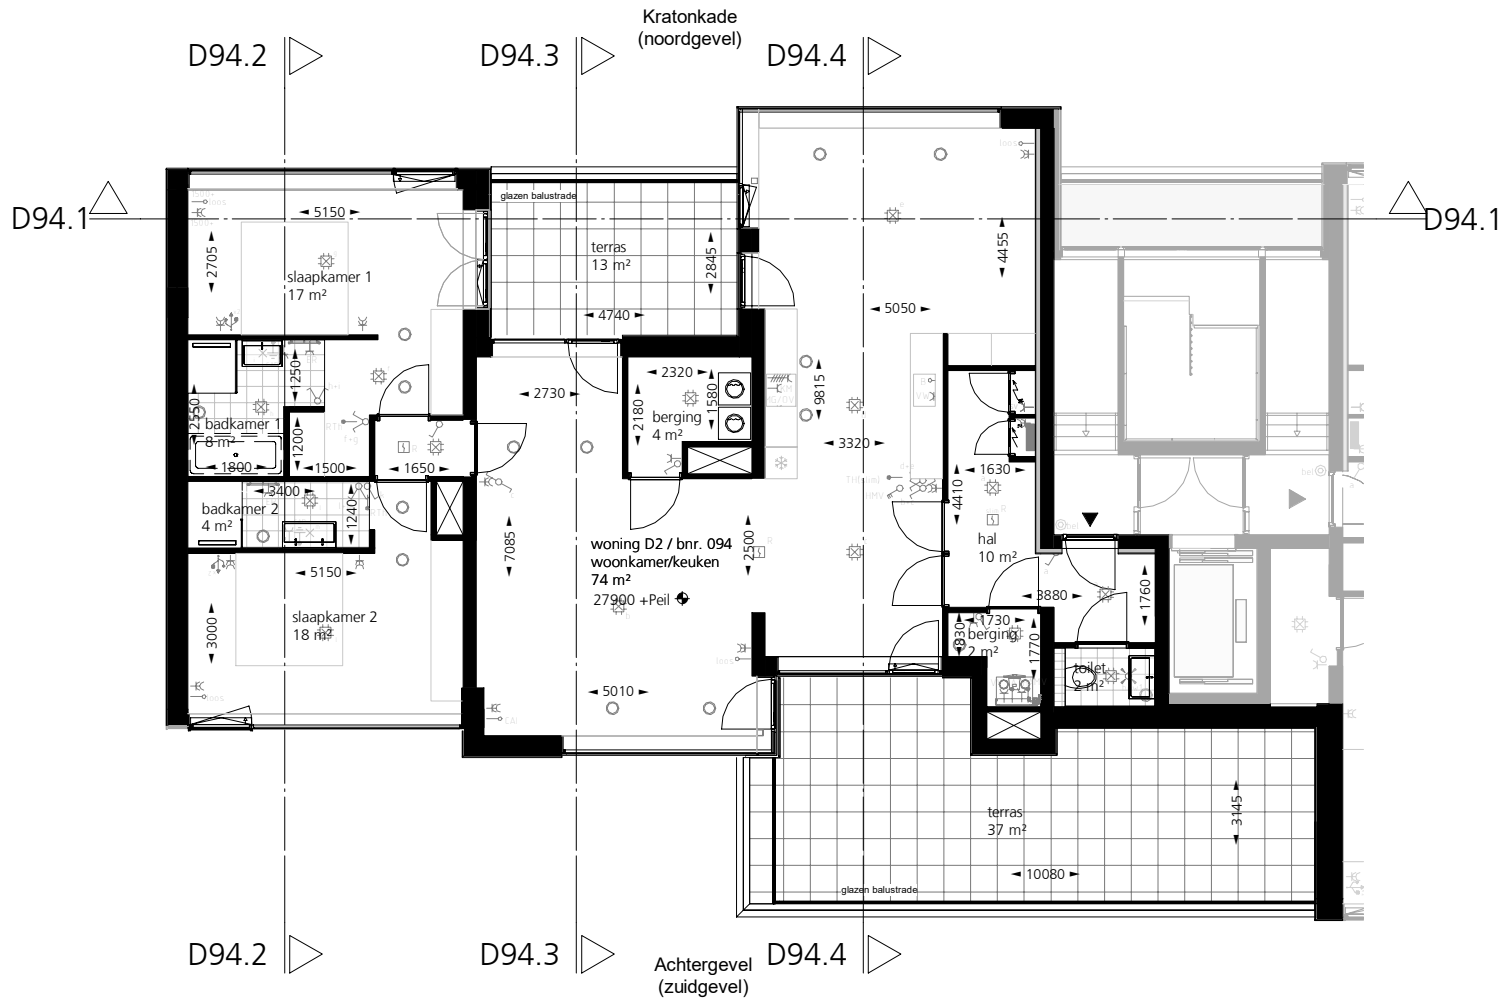 Kratonkade
(noordgevel)
D94.2
D94.3
D94.4
D94.1
D94.1
glazen balustrade
5150
2705
slaapkamer 1
17 m²
terras
13 m²
2845
4740
4455
5050
9815
3320
2730
2320
2180
1580
berging
4 m²
1250
2550
badkamer 1
8 m²
1200
1800
1500
1650
3400
badkamer 2
4 m²
1240
5150
slaapkamer 2
18 m²
3000
7085
2500
woning D2 / bnr. 094
woonkamer/keuken
74 m²
27900 +Peil
5010
1630
4410
hal
10 m²
3880
1760
1730
berging
2 m²
1770
toilet
2 m²
terras
37 m²
3145
10080
glazen balustrade
D94.2
D94.3
D94.4
Achtergevel
(zuidgevel)